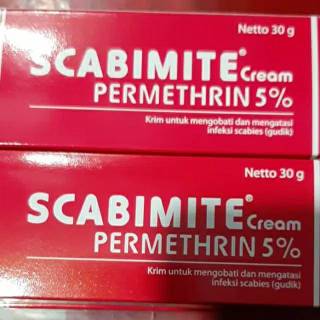 Netto 30 g
SCABIMITE® Cream
PERMETHRIN 5%
Krim untuk mengobati dan mengatasi
infeksi scabies (gudik)
Netto 30 g
SCABIMITE® Cream
PERMETHRIN 5%
Krim untuk mengobati dan mengatasi
infeksi scabies (gudik)